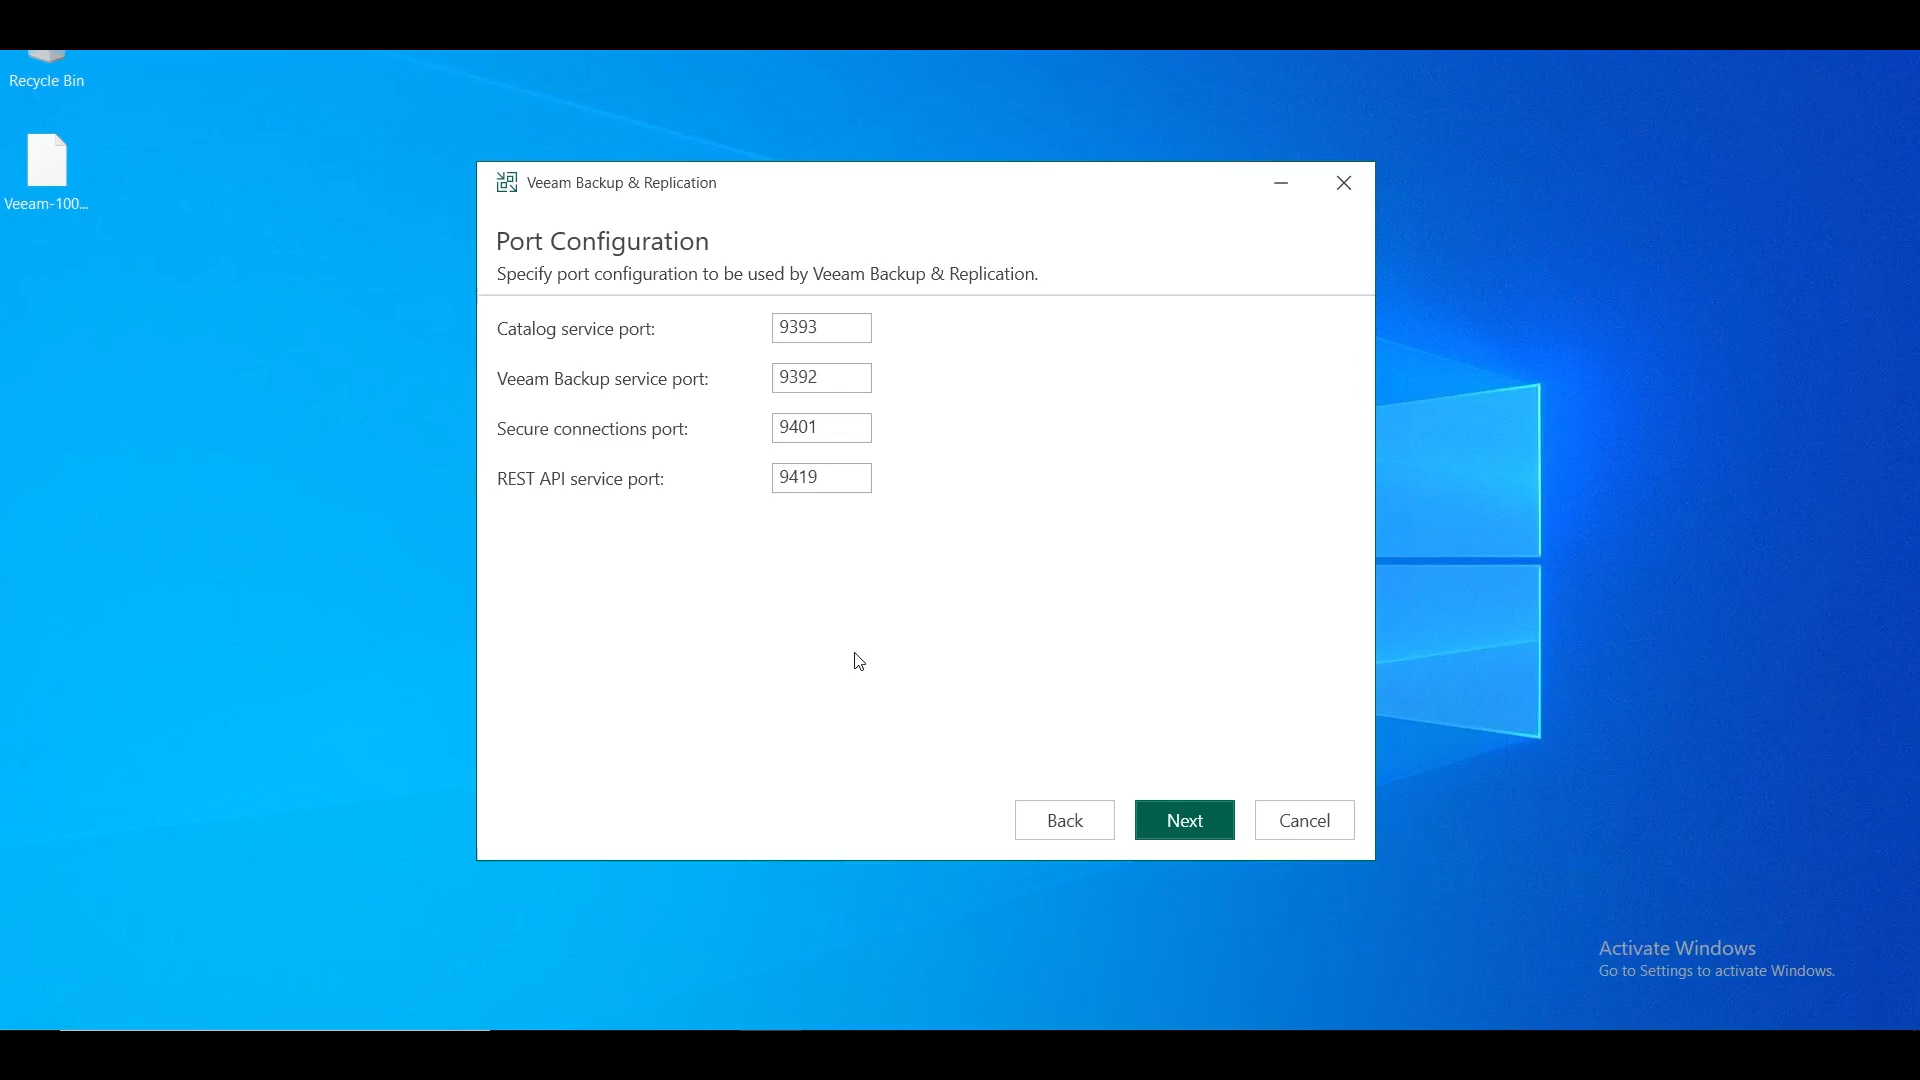 Recycle Bin
Veeam-100...
Veeam Backup & Replication
Port Configuration
Specify port configuration to be used by Veeam Backup & Replication.
Catalog service port: 9393
Veeam Backup service port: 9392
Secure connections port: 9401
REST API service port: 9419
Back Next Cancel
Activate Windows
Go to Settings to activate Windows.